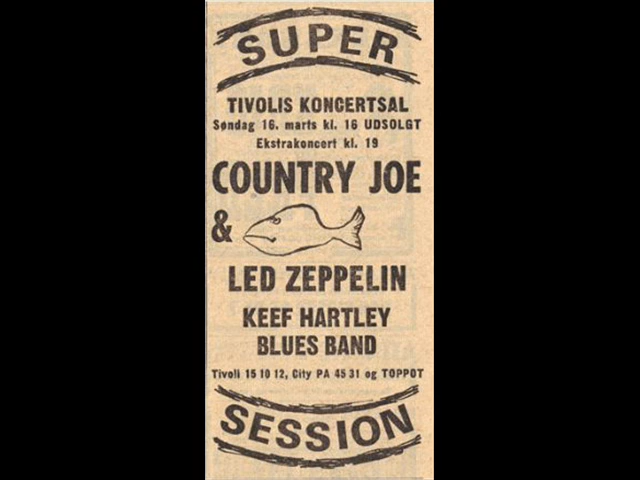 SUPER
TIVOLIS KONCERTSAL
Søndag 16. marts kl. 16 UDSOLGT
Ekstrakoncert kl. 19
COUNTRY JOE
&
LED ZEPPELIN
KEEF HARTLEY
BLUES BAND
Tivoli 15 10 12, City PA 45 31 og TOPPOT
SESSION